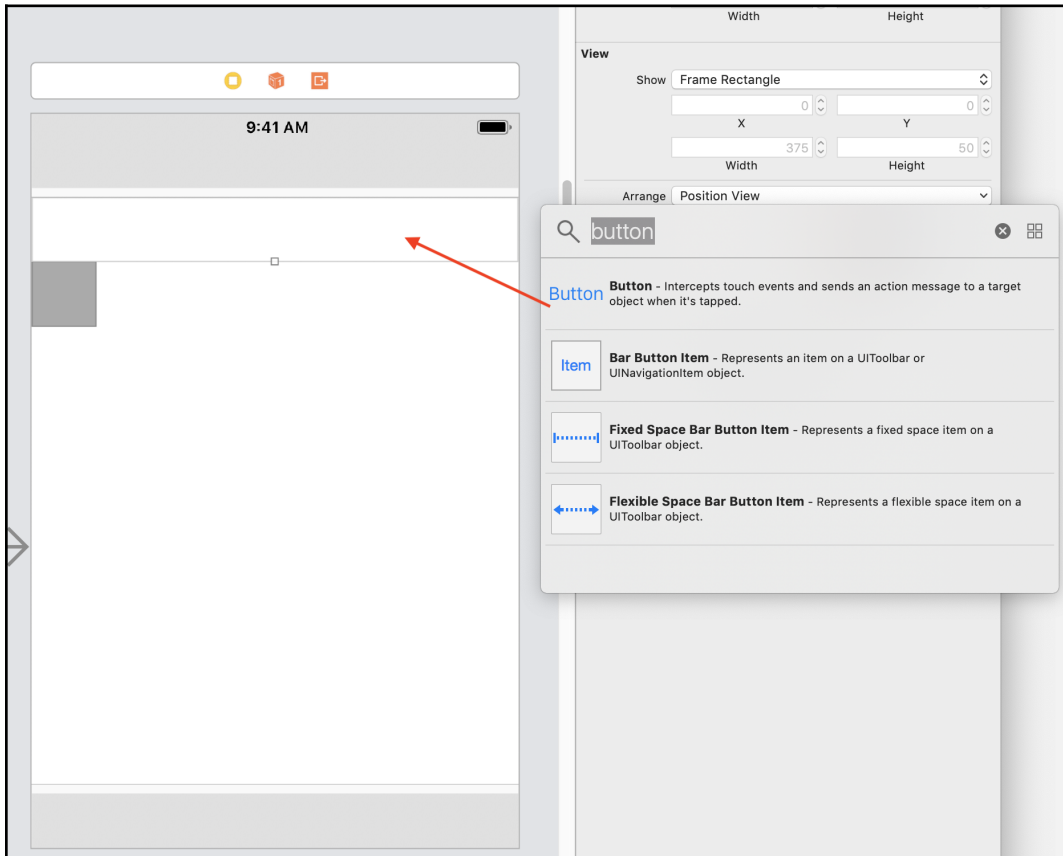 Width
Height
View
Show
Frame Rectangle
0
0
X
Y
375
50
Width
Height
Arrange
Position View
9:41 AM
button
Button
Button - Intercepts touch events and sends an action message to a target
object when it's tapped.
Item
Bar Button Item - Represents an item on a UIToolbar or
UINavigationItem object.
Fixed Space Bar Button Item - Represents a fixed space item on a
UIToolbar object.
Flexible Space Bar Button Item - Represents a flexible space item on a
UIToolbar object.